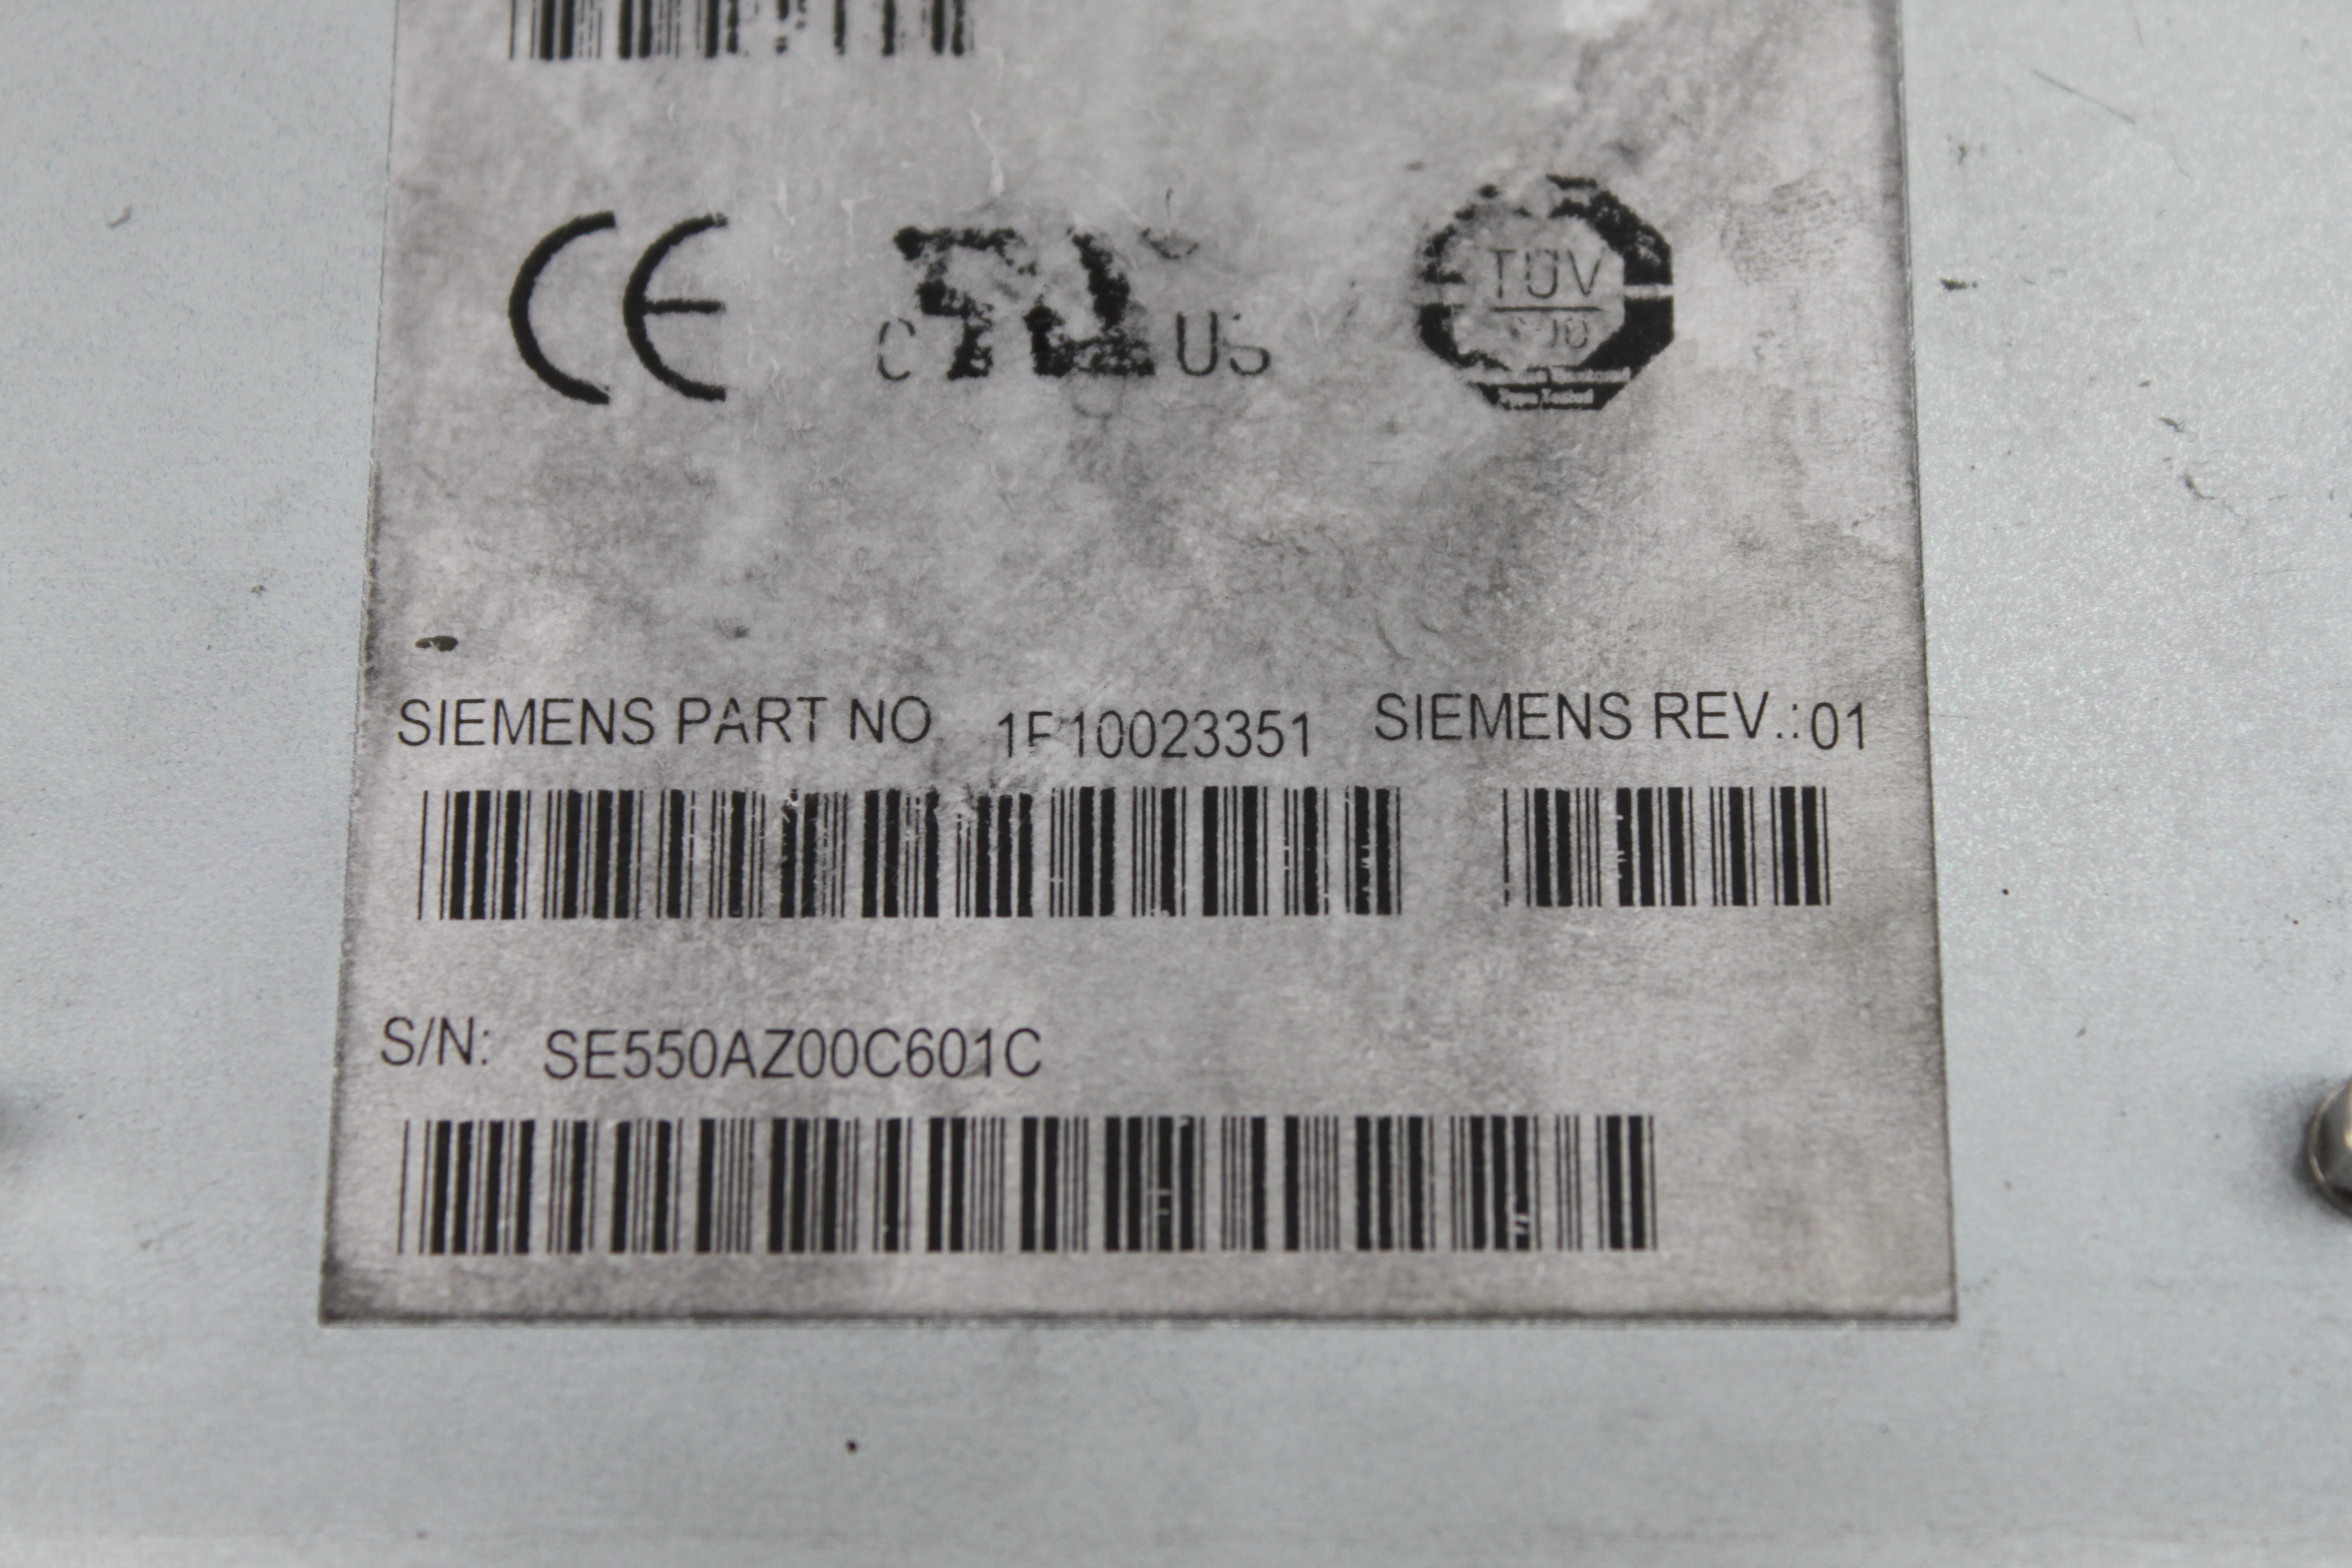 CE
C US
TÜV
SIEMENS PART NO 10023351 SIEMENS REV.:01
S/N: SE550AZ00C601C